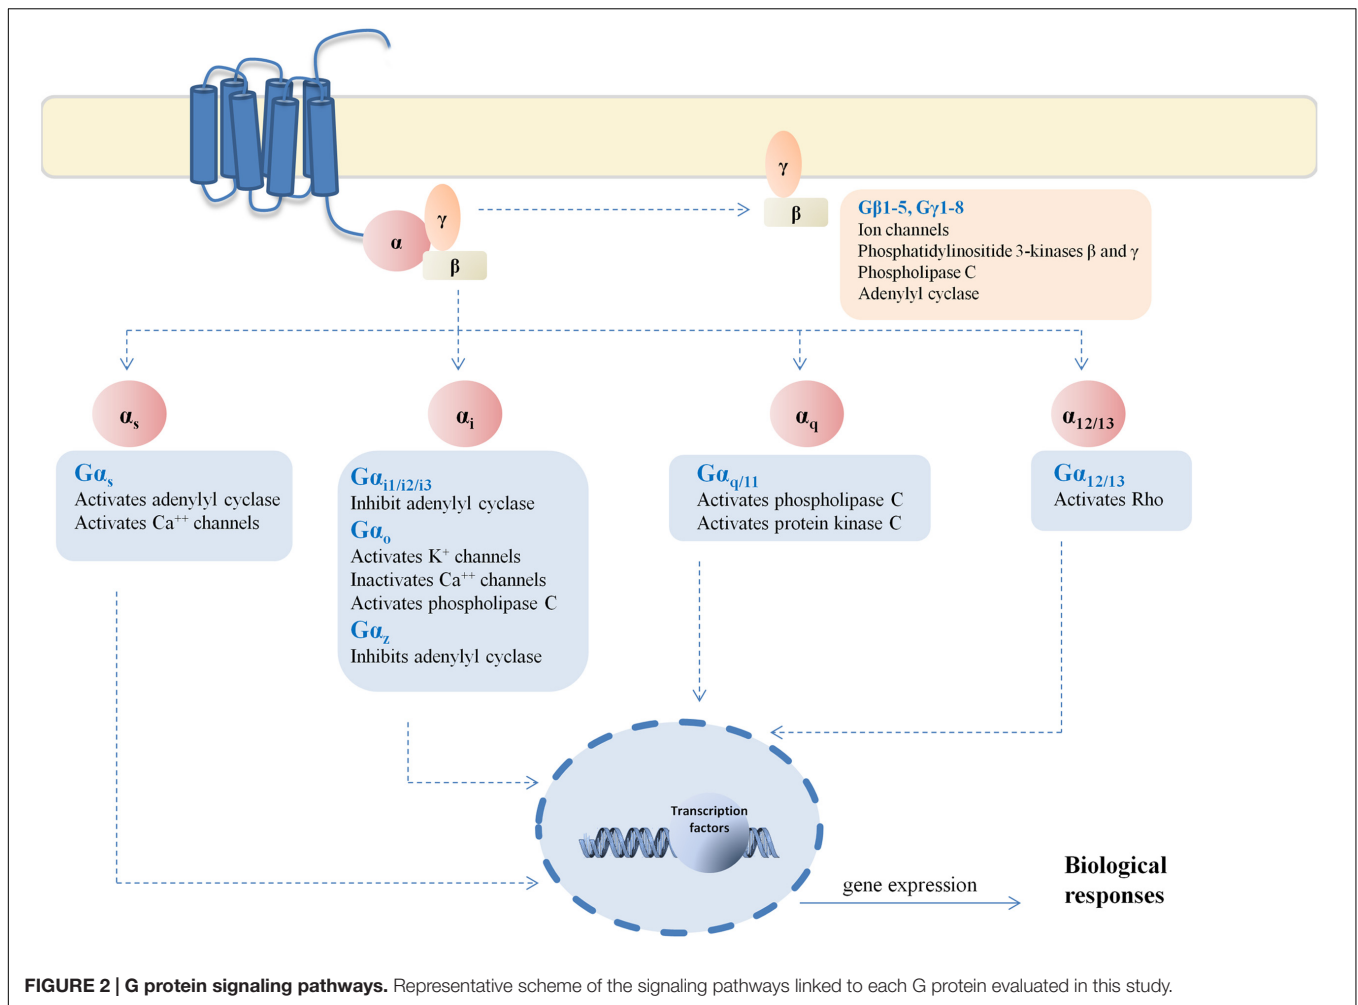 γ
α
β
γ
β
Gβ1-5, Gγ1-8
Ion channels
Phosphatidylinositide 3-kinases β and γ
Phospholipase C
Adenylyl cyclase
αs
αi
αq
α12/13
Gαs
Activates adenylyl cyclase
Activates Ca++ channels
Gαi1/i2/i3
Inhibit adenylyl cyclase
Gαo
Activates K+ channels
Inactivates Ca++ channels
Activates phospholipase C
Gαz
Inhibits adenylyl cyclase
Gαq/11
Activates phospholipase C
Activates protein kinase C
Gα12/13
Activates Rho
Transcription
factors
gene expression
Biological
responses
FIGURE 2 | G protein signaling pathways. Representative scheme of the signaling pathways linked to each G protein evaluated in this study.